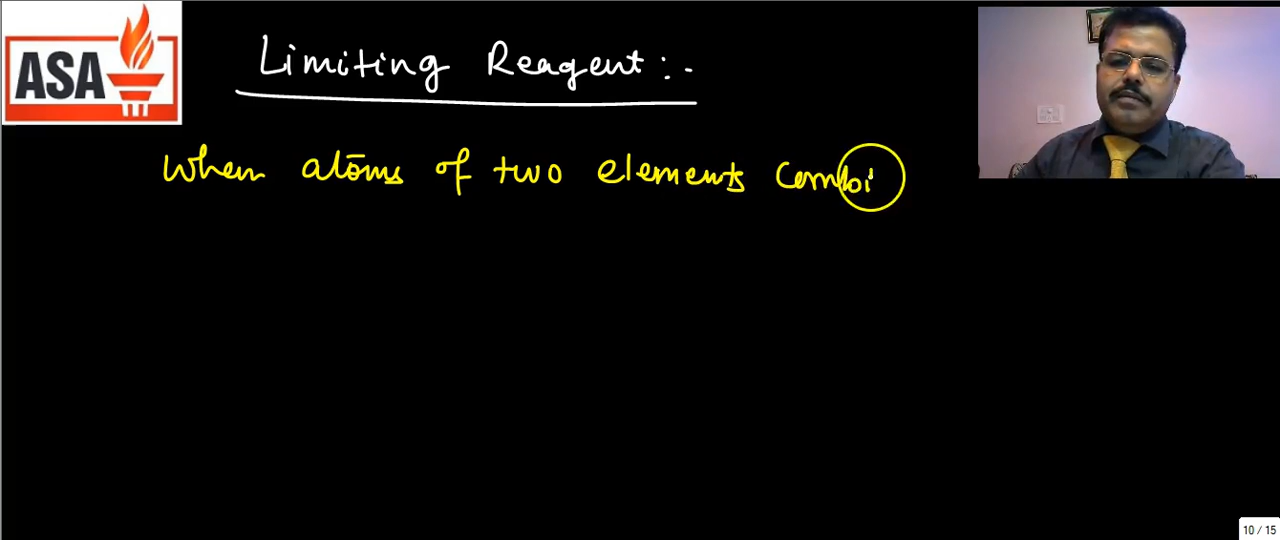 ASA
Limiting Reagent:-
When atoms of two elements combi
10 / 15